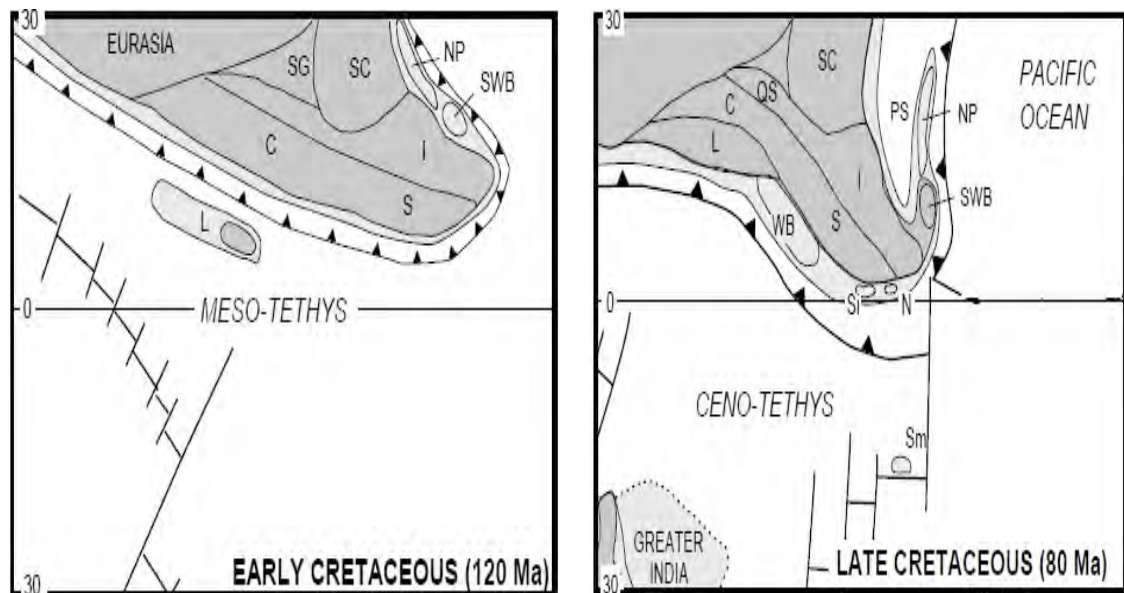 30
EURASIA
SG
SC
NP
SWB
C
I
S
L
0
MESO-TETHYS
30
EARLY CRETACEOUS (120 Ma)
30
SC
PACIFIC
OCEAN
QS
C
PS
NP
L
I
SWB
WB
S
0
SI
N
CENO-TETHYS
Sm
GREATER
INDIA
30
LATE CRETACEOUS (80 Ma)